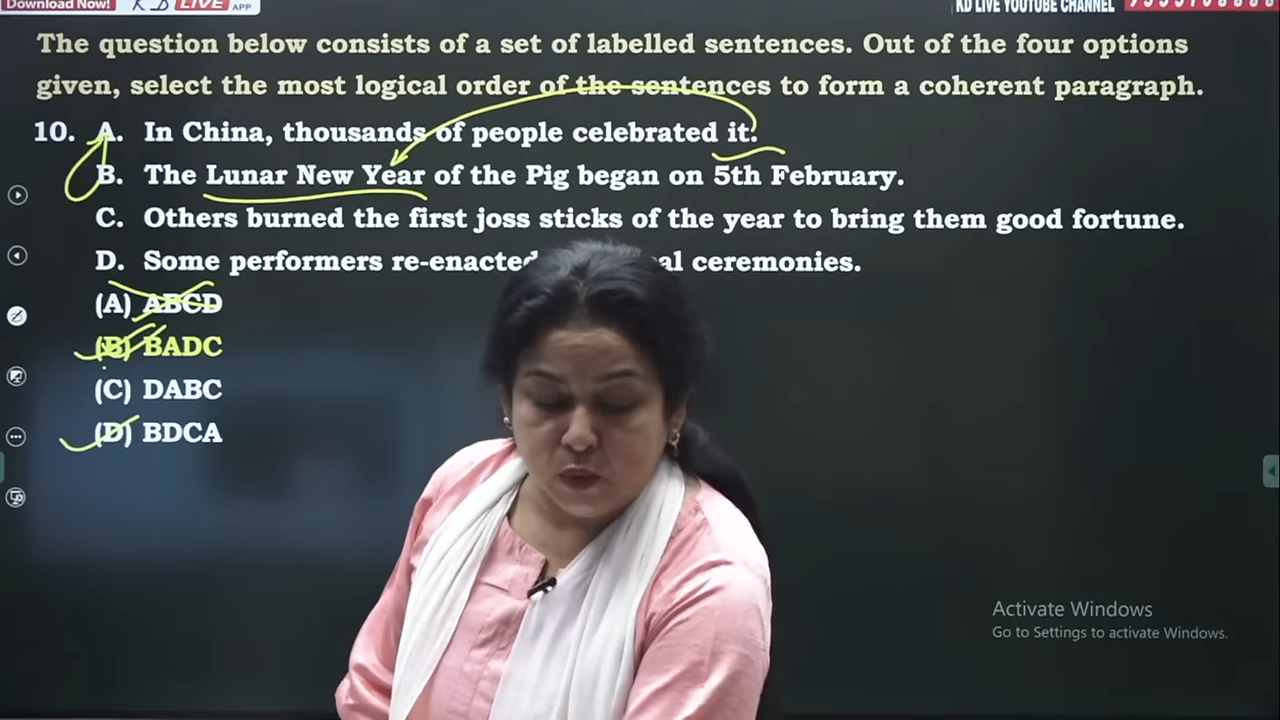 Download Now! K D LIVE APP
KD LIVE YOUTUBE CHANNEL
The question below consists of a set of labelled sentences. Out of the four options
given, select the most logical order of the sentences to form a coherent paragraph.
10. A. In China, thousands of people celebrated it.
B. The Lunar New Year of the Pig began on 5th February.
C. Others burned the first joss sticks of the year to bring them good fortune.
D. Some performers re-enacted ceremonies.
(A) ABCD
(B) BADC
(C) DABC
(D) BDCA
Activate Windows
Go to Settings to activate Windows.